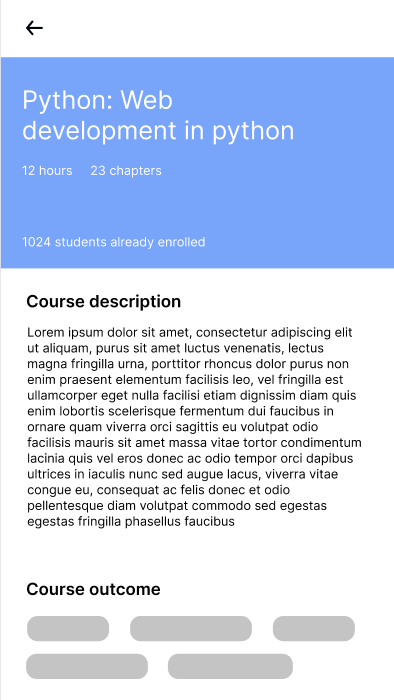 Python: Web
development in python
12 hours 23 chapters
1024 students already enrolled
Course description
Lorem ipsum dolor sit amet, consectetur adipiscing elit
ut aliquam, purus sit amet luctus venenatis, lectus
magna fringilla urna, porttitor rhoncus dolor purus non
enim praesent elementum facilisis leo, vel fringilla est
ullamcorper eget nulla facilisi etiam dignissim diam quis
enim lobortis scelerisque fermentum dui faucibus in
ornare quam viverra orci sagittis eu volutpat odio
facilisis mauris sit amet massa vitae tortor condimentum
lacinia quis vel eros donec ac odio tempor orci dapibus
ultrices in iaculis nunc sed augue lacus, viverra vitae
congue eu, consequat ac felis donec et odio
pellentesque diam volutpat commodo sed egestas
egestas fringilla phasellus faucibus
Course outcome